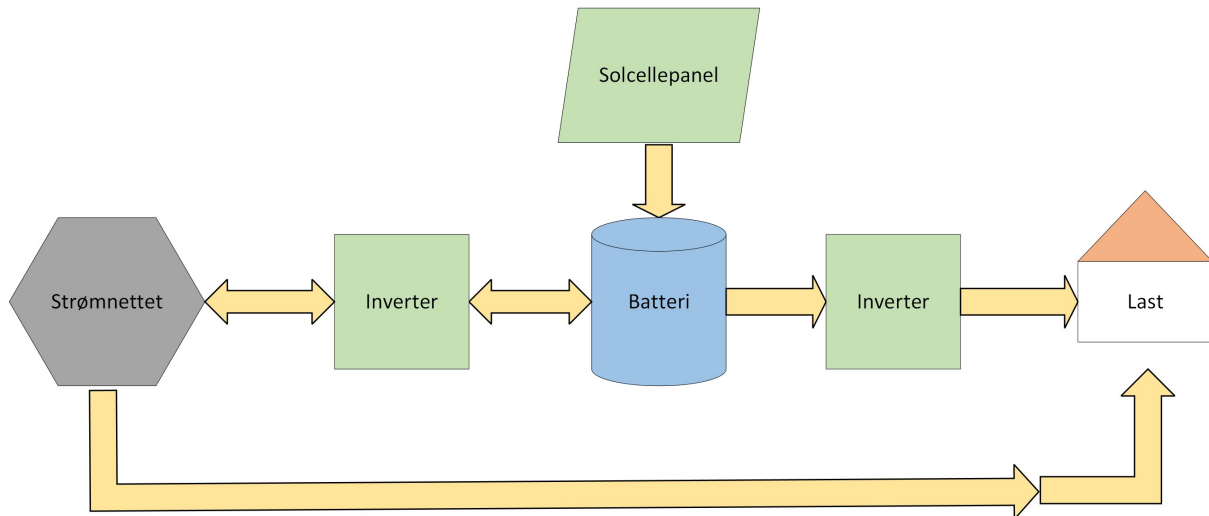 Solcellepanel
Strømnettet
Inverter
Batteri
Inverter
Last